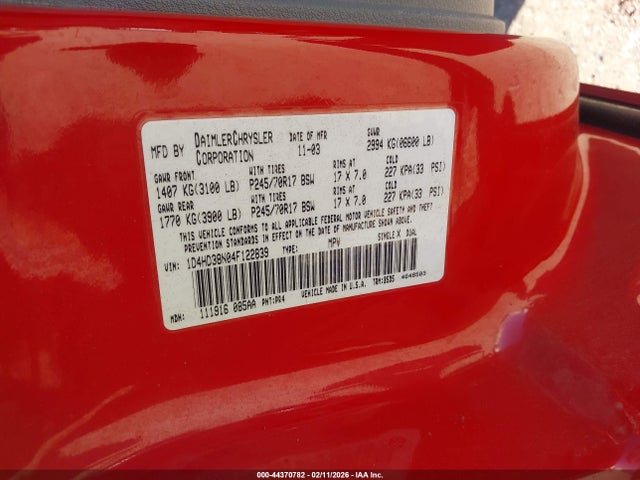 MFD BY DAIMLERCHRYSLER CORPORATION DATE OF MFR 11-03 GVWR 2994 KG(06600 LB)
GAWR FRONT WITH TIRES RIMS AT COLD
1407 KG(3100 LB) P245/70R17 BSW 17 X 7.0 227 KPA(33 PSI)
GAWR REAR WITH TIRES RIMS AT COLD
1770 KG(3900 LB) P245/70R17 BSW 17 X 7.0 227 KPA(33 PSI)
THIS VEHICLE CONFORMS TO ALL APPLICABLE FEDERAL MOTOR VEHICLE SAFETY AND THEFT
PREVENTION STANDARDS IN EFFECT ON THE DATE OF MANUFACTURE SHOWN ABOVE.
VIN: 1D4HD38N04F122839 TYPE: MPV SINGLE X DUAL
MDH: 111916 085AA PNT:PR4 VEHICLE MADE IN U.S.A. TRM:B5D5
000-44370782 - 02/11/2026 - IAA Inc.